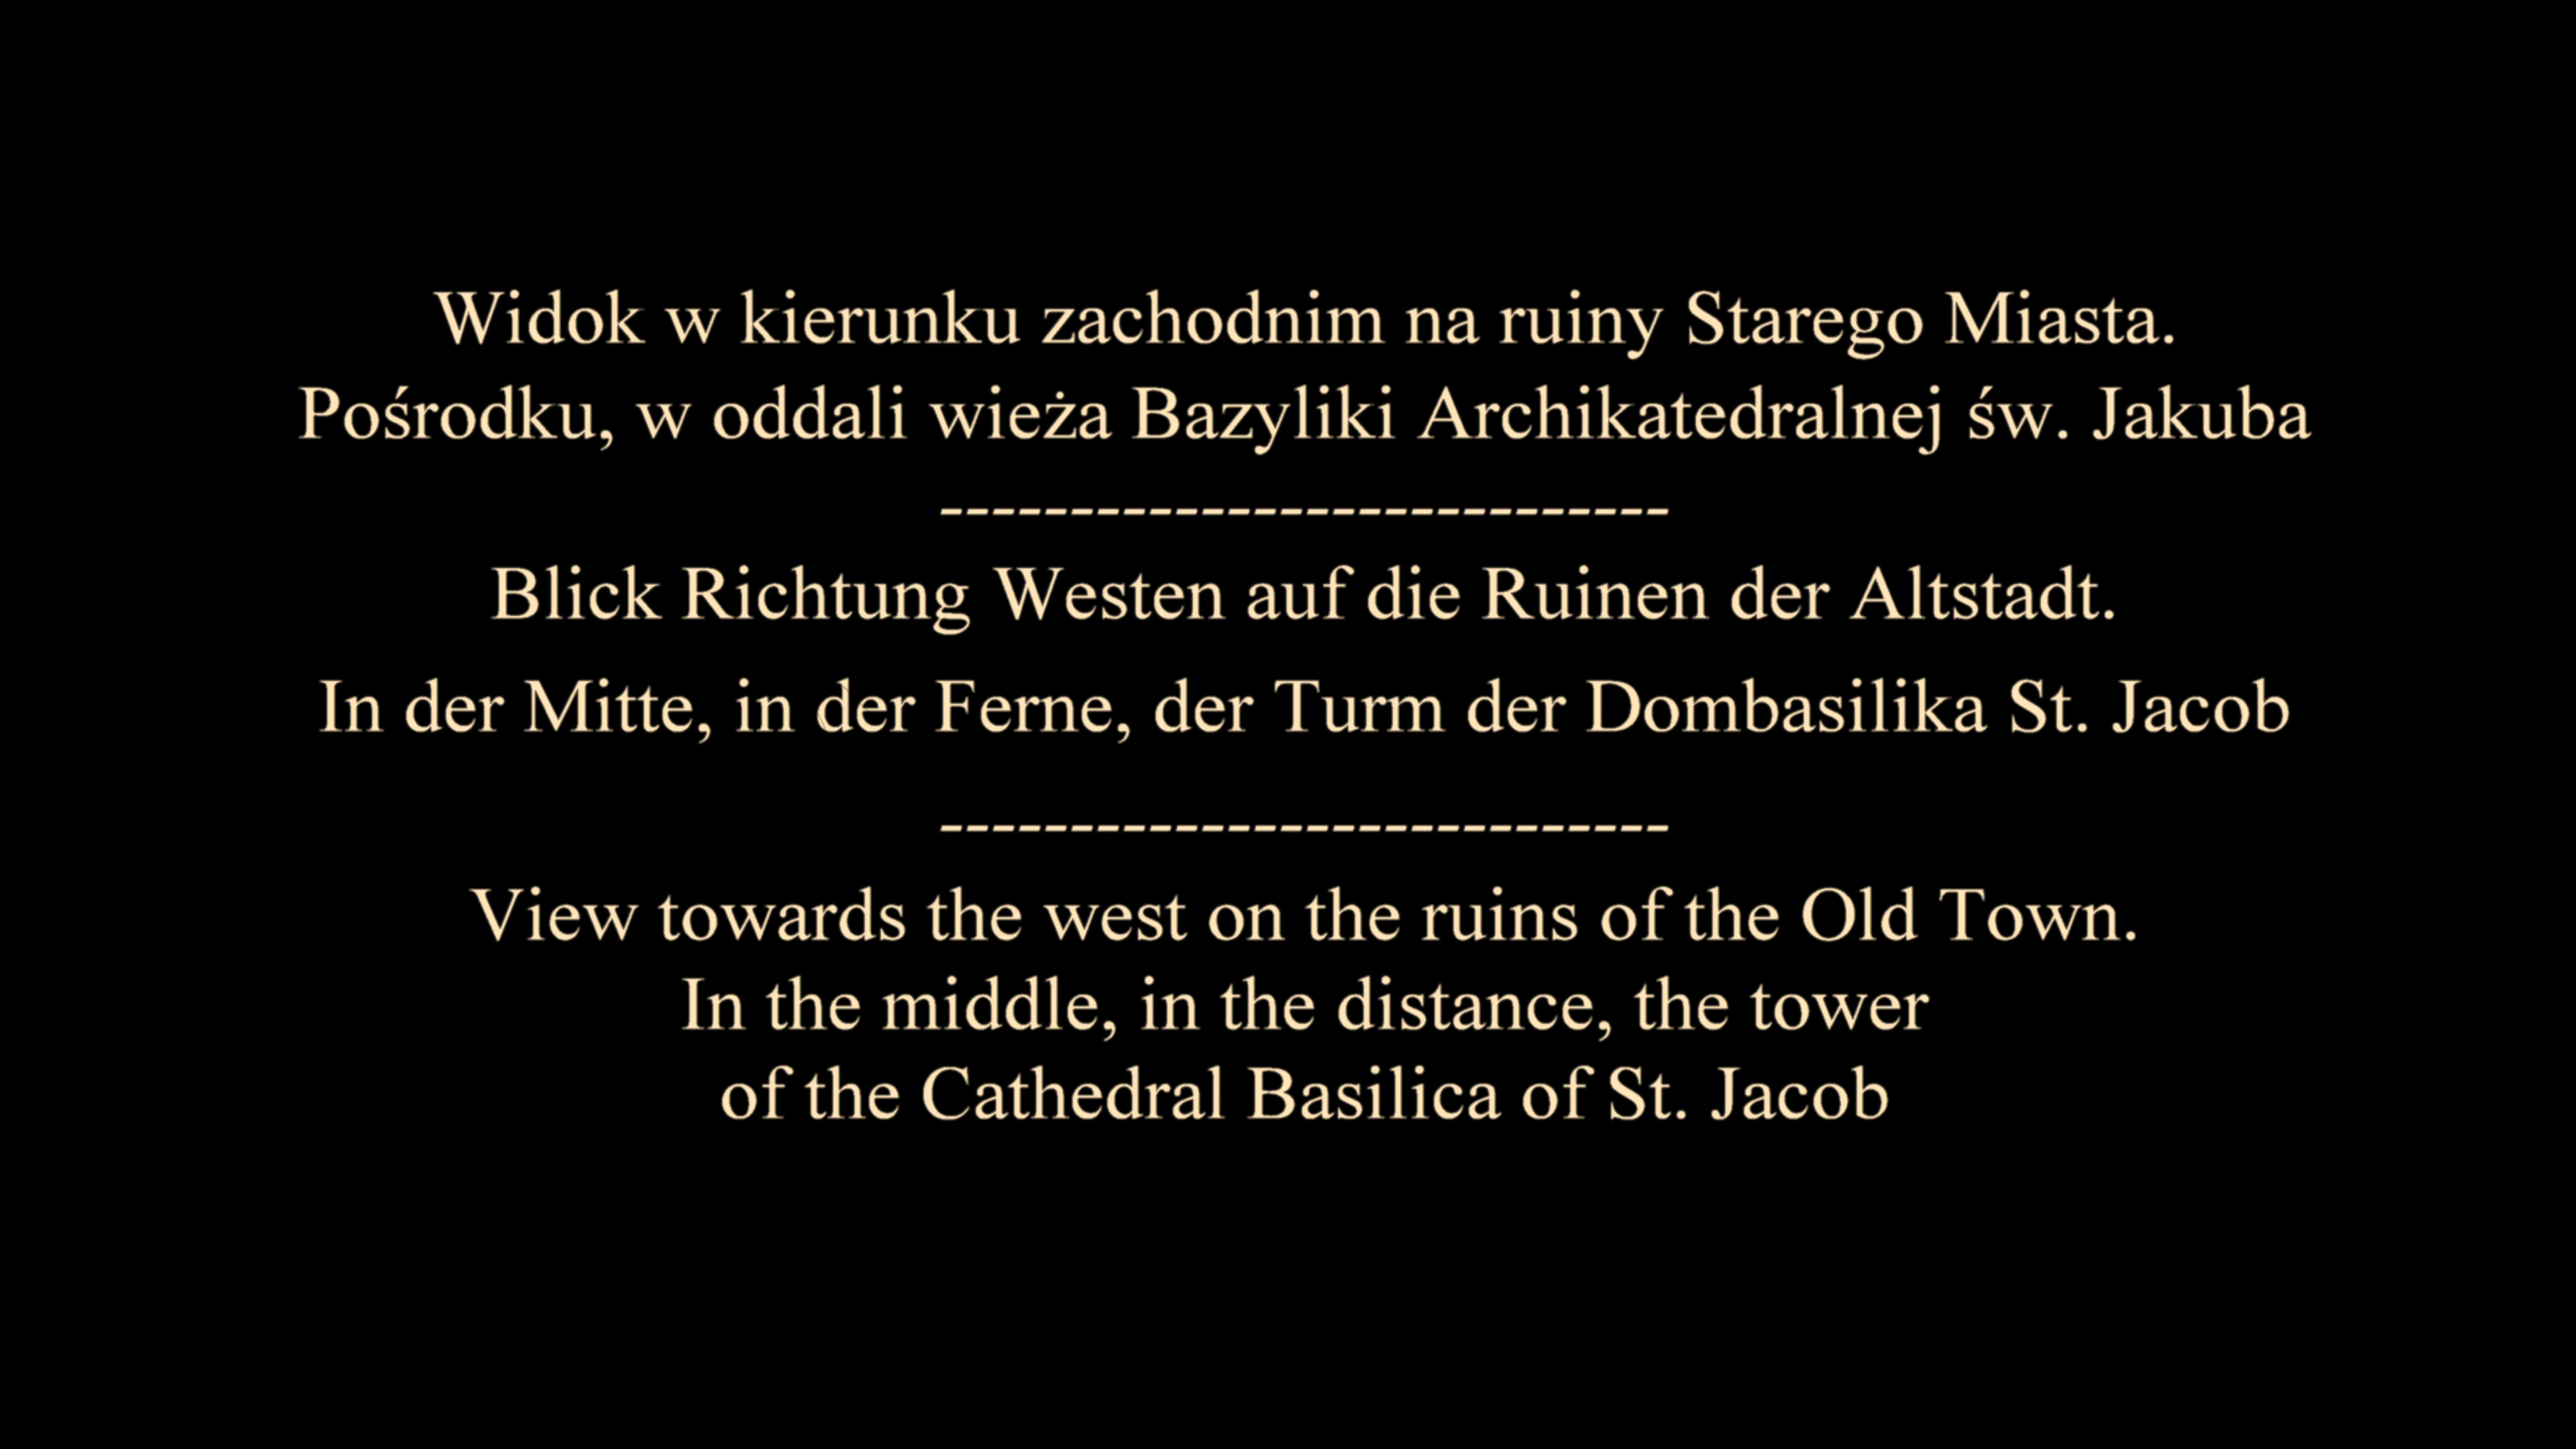 Widok w kierunku zachodnim na ruiny Starego Miasta.
Pośrodku, w oddali wieża Bazyliki Archikatedralnej św. Jakuba
----------------------------
Blick Richtung Westen auf die Ruinen der Altstadt.
In der Mitte, in der Ferne, der Turm der Dombasilika St. Jacob
----------------------------
View towards the west on the ruins of the Old Town.
In the middle, in the distance, the tower
of the Cathedral Basilica of St. Jacob